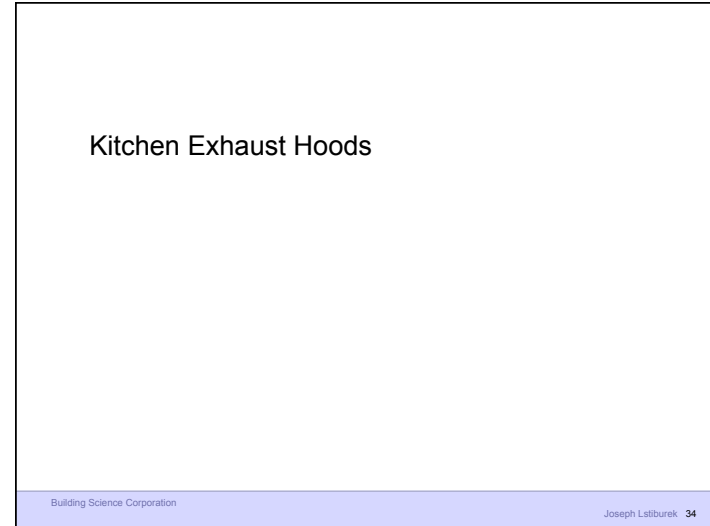 Kitchen Exhaust Hoods
Building Science Corporation
Joseph Lstiburek 34